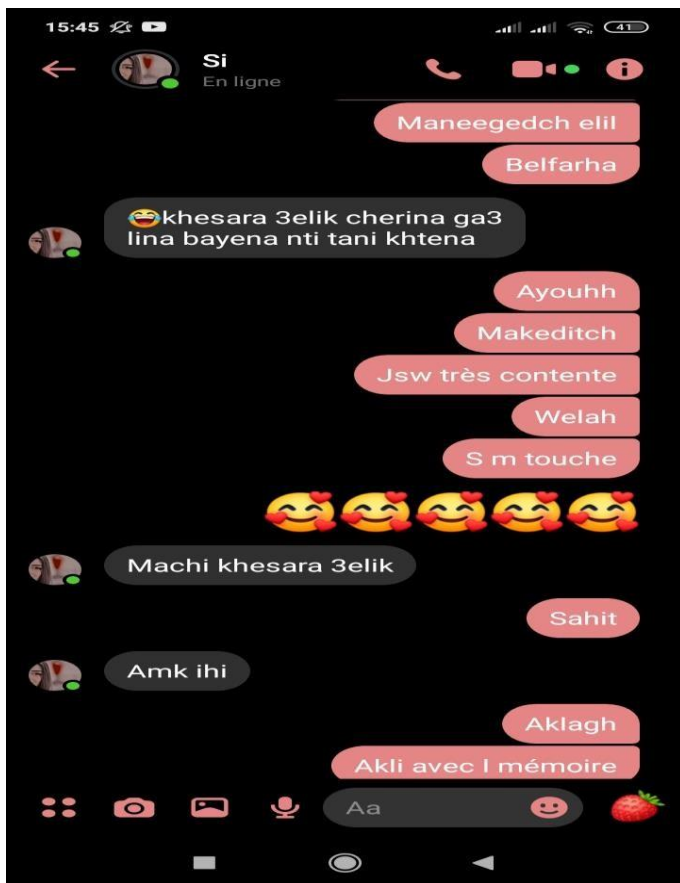 15:45
41
Si
En ligne
Maneegedch elil
Belfarha
😂khesara 3elik cherina ga3
lina bayena nti tani khtena
Ayouhh
Makeditch
Jsw très contente
Welah
S m touche
🥰🥰🥰🥰🥰
Machi khesara 3elik
Sahit
Amk ihi
Aklagh
Akli avec l mémoire
Aa